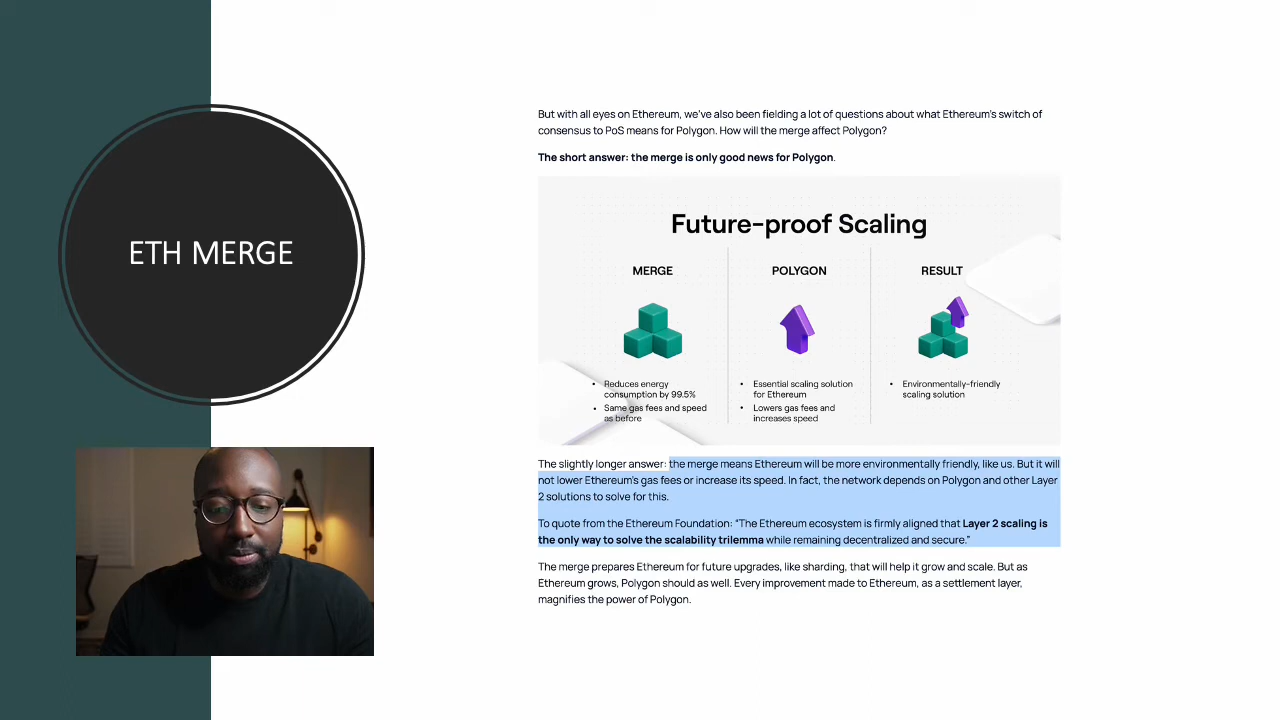 ETH MERGE
But with all eyes on Ethereum, we've also been fielding a lot of questions about what Ethereum's switch of
consensus to PoS means for Polygon. How will the merge affect Polygon?
The short answer: the merge is only good news for Polygon.
Future-proof Scaling
MERGE
• Reduces energy
consumption by 99.5%
• Same gas fees and speed
as before
POLYGON
• Essential scaling solution
for Ethereum
• Lowers gas fees and
increases speed
RESULT
• Environmentally-friendly
scaling solution
The slightly longer answer: the merge means Ethereum will be more environmentally friendly, like us. But it will
not lower Ethereum's gas fees or increase its speed. In fact, the network depends on Polygon and other Layer
2 solutions to solve for this.
To quote from the Ethereum Foundation: "The Ethereum ecosystem is firmly aligned that Layer 2 scaling is
the only way to solve the scalability trilemma while remaining decentralized and secure."
The merge prepares Ethereum for future upgrades, like sharding, that will help it grow and scale. But as
Ethereum grows, Polygon should as well. Every improvement made to Ethereum, as a settlement layer,
magnifies the power of Polygon.